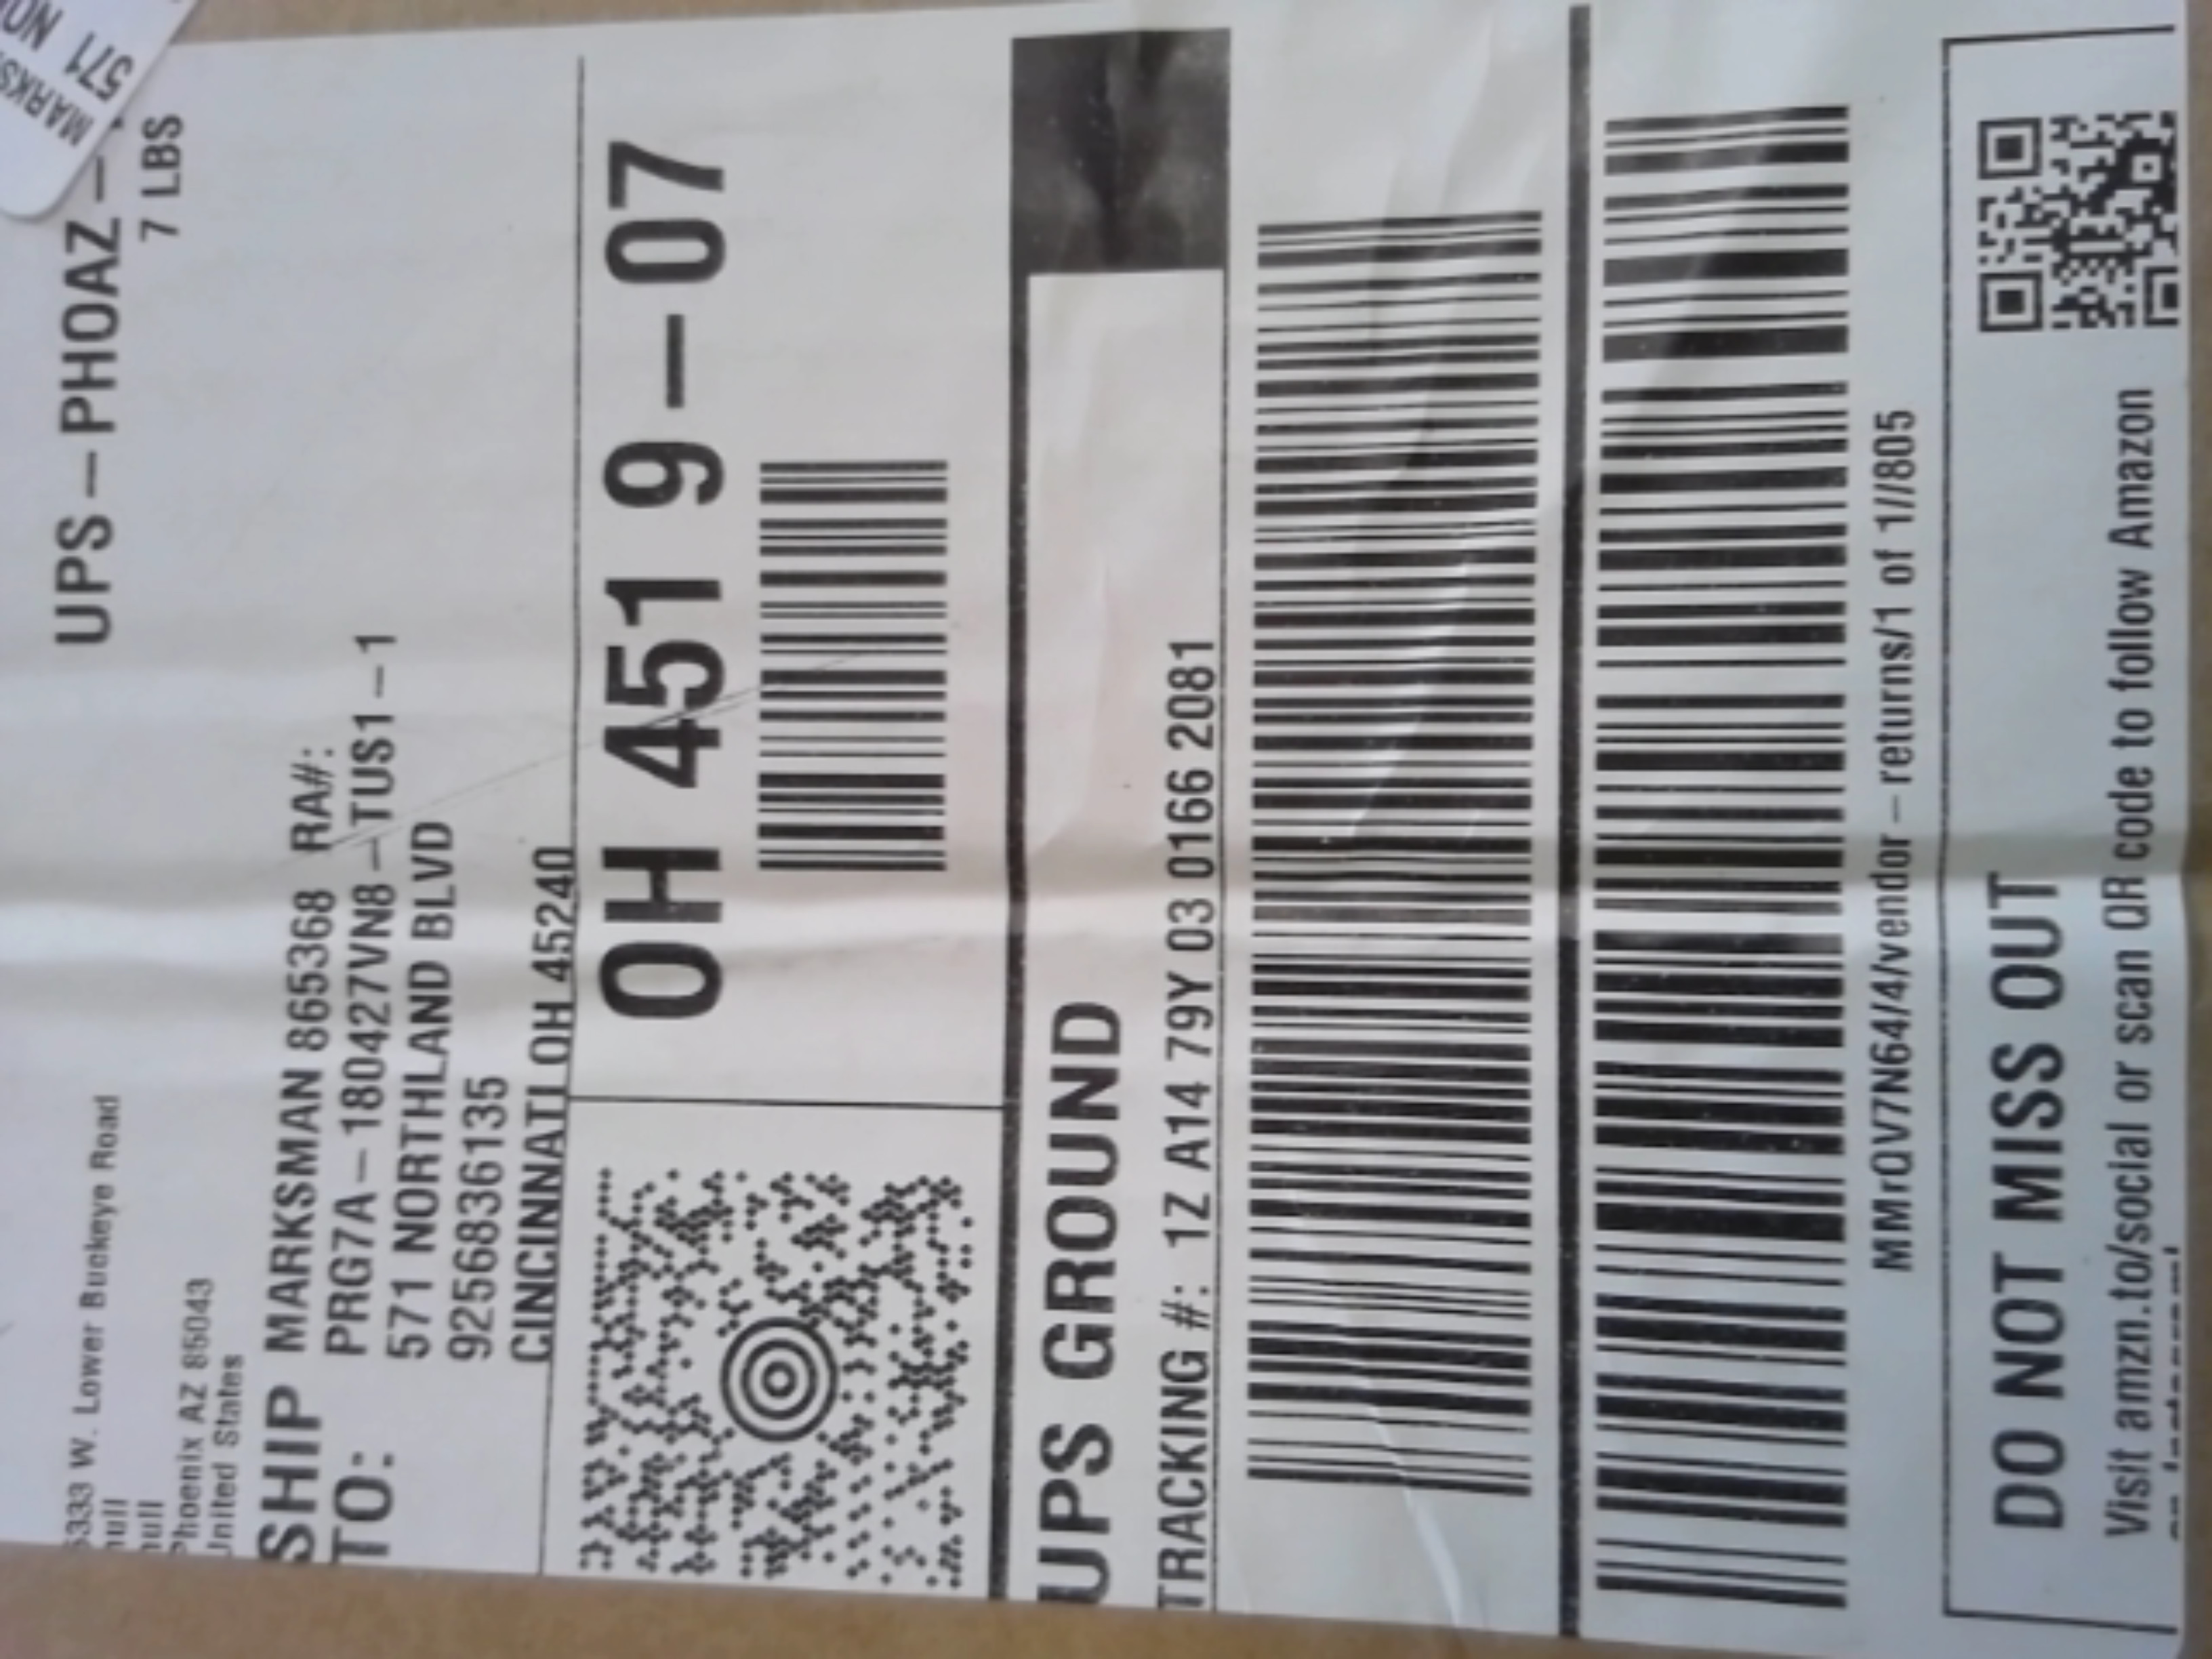 UPS-PHOAZ-
7 LBS
W. Lower Buckeye Road
null
null
Phoenix AZ 85043
United States
SHIP TO:
MARKSMAN 865368 RA#:
PRG7A-180427VN8-TUS1-1
571 NORTHLAND BLVD
9256836135
CINCINNATI OH 45240
OH 451 9-07
UPS GROUND
TRACKING #: 1Z A14 79Y 03 0166 2081
MMrQV7N64/4/vendor-returns/1 of 1//805
DO NOT MISS OUT
Visit amzn.to/social or scan QR code to follow Amazon
571